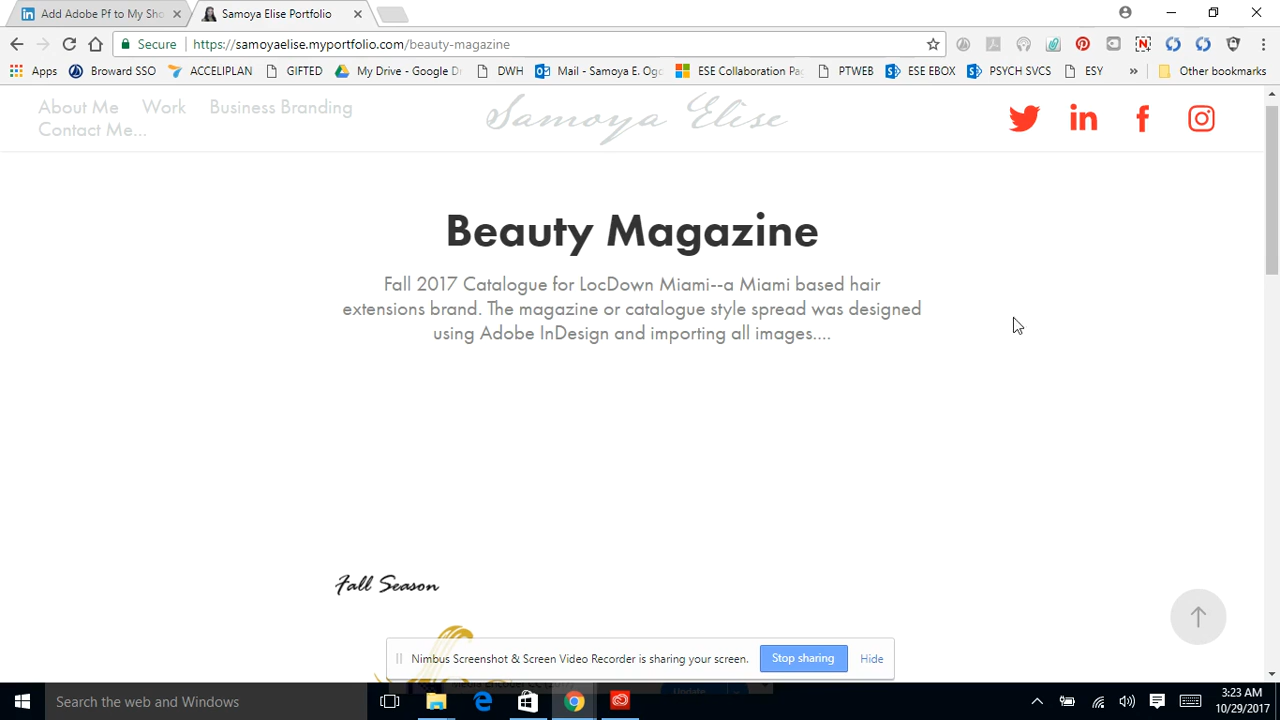 Add Adobe Pf to My Sho
Samoya Elise Portfolio
Secure
https://samoyaelise.myportfolio.com/beauty-magazine
Apps
Broward SSO
ACCELIPLAN
GIFTED
My Drive - Google D
DWH
Mail - Samoya E. Ogc
ESE Collaboration Pag
PTWEB
ESE EBOX
PSYCH SVCS
ESY
»
Other bookmarks
About Me
Work
Business Branding
Contact Me...
Samoya Elise
Beauty Magazine
Fall 2017 Catalogue for LocDown Miami--a Miami based hair
extensions brand. The magazine or catalogue style spread was designed
using Adobe InDesign and importing all images....
Fall Season
Nimbus Screenshot & Screen Video Recorder is sharing your screen.
Stop sharing
Hide
Update
Search the web and Windows
3:23 AM
10/29/2017